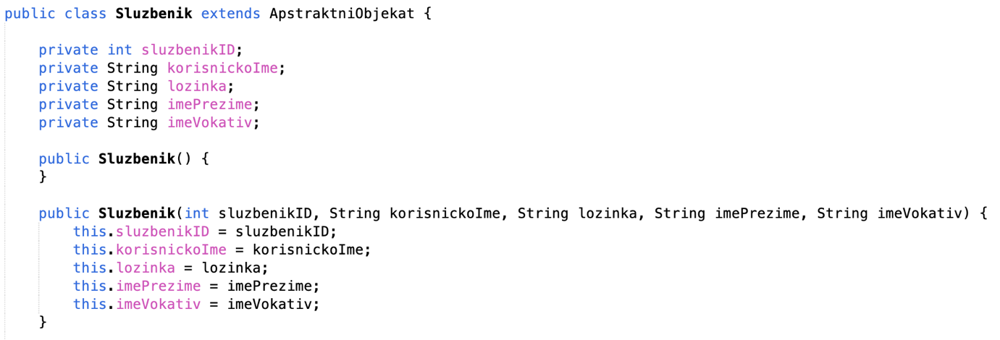 public class Sluzbenik extends ApstraktniObjekat {
private int sluzbenikID;
private String korisnickoIme;
private String lozinka;
private String imePrezime;
private String imeVokativ;
public Sluzbenik() {
}
public Sluzbenik(int sluzbenikID, String korisnickoIme, String lozinka, String imePrezime, String imeVokativ) {
this.sluzbenikID = sluzbenikID;
this.korisnickoIme = korisnickoIme;
this.lozinka = lozinka;
this.imePrezime = imePrezime;
this.imeVokativ = imeVokativ;
}